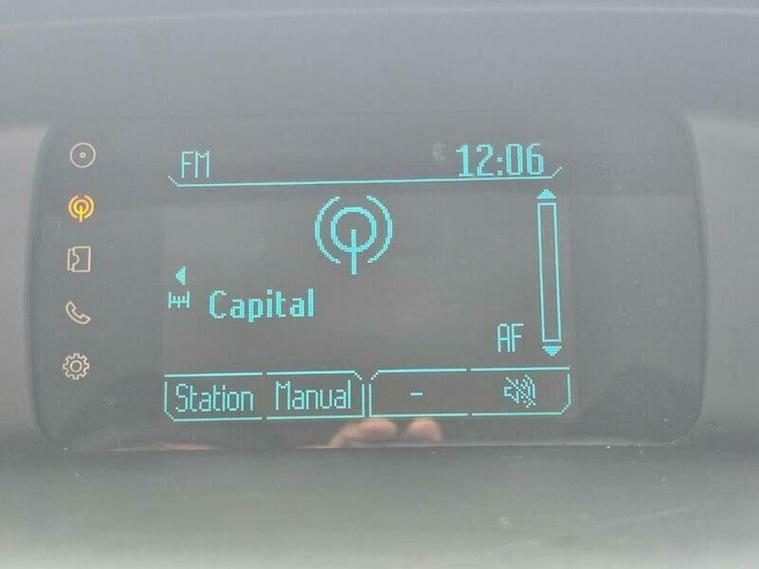 FM 12:06
Capital
AF
Station Manual -